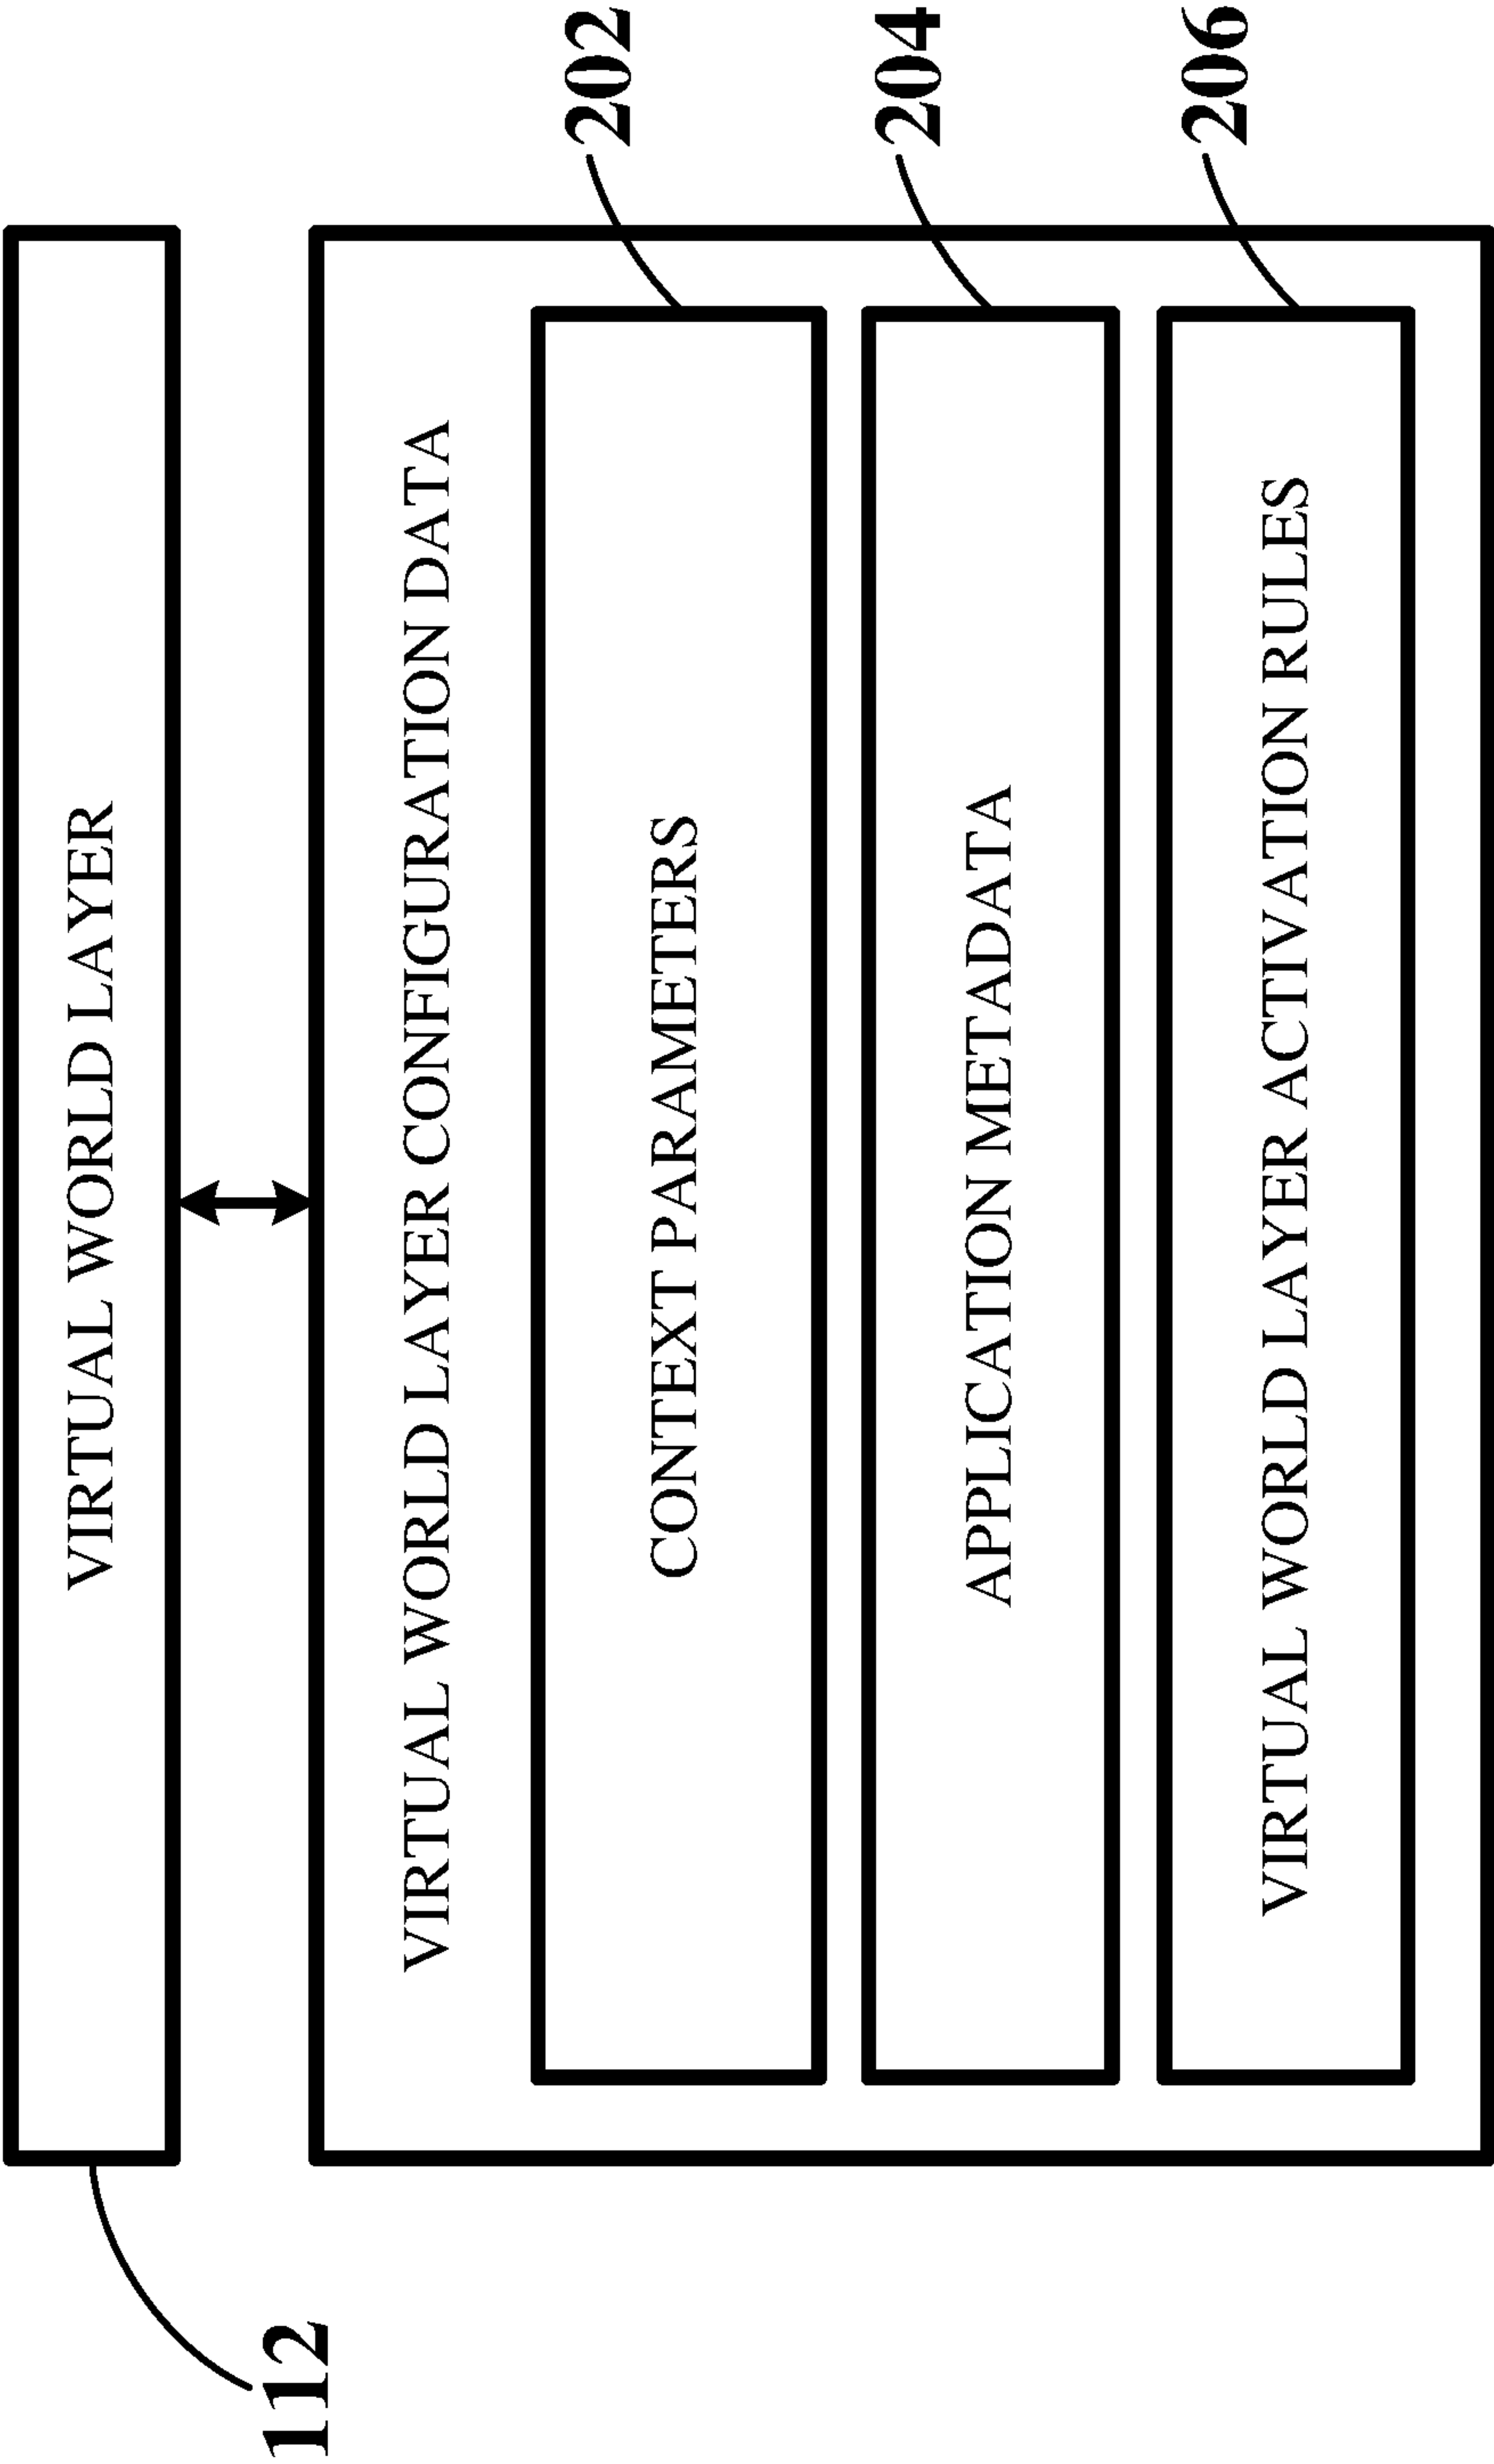 VIRTUAL WORLD LAYER
112
VIRTUAL WORLD LAYER CONFIGURATION DATA
CONTEXT PARAMETERS
202
APPLICATION METADATA
204
VIRTUAL WORLD LAYER ACTIVATION RULES
206